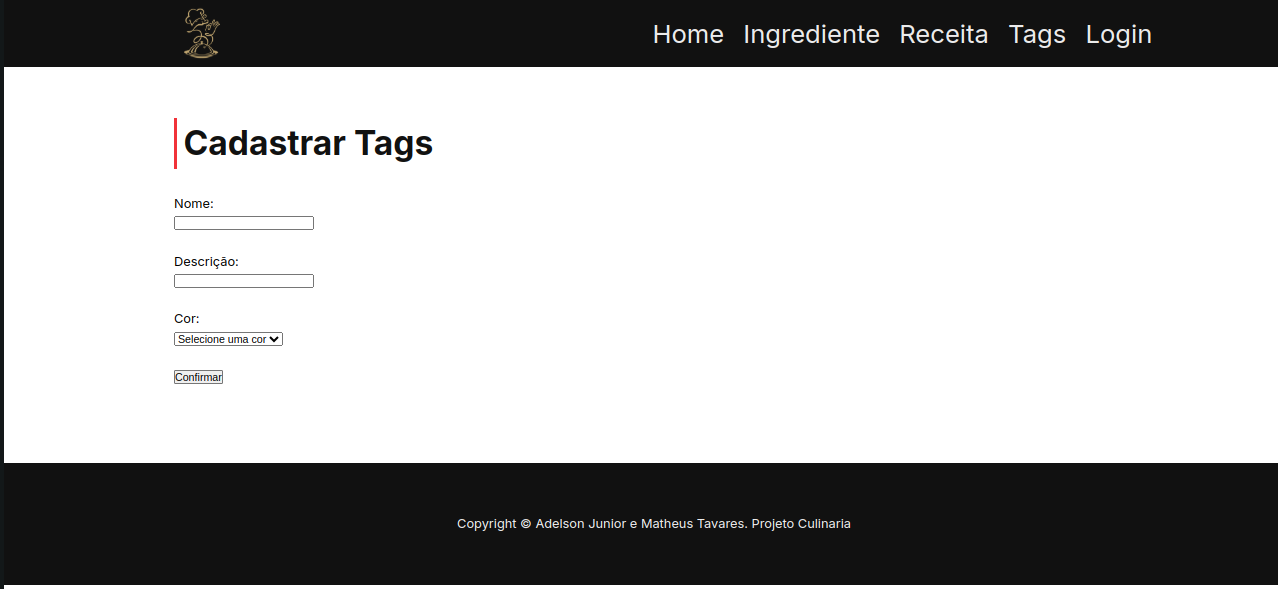 Home Ingrediente Receita Tags Login
Cadastrar Tags
Nome:
Descrição:
Cor:
Selecione uma cor
Confirmar
Copyright © Adelson Junior e Matheus Tavares. Projeto Culinaria